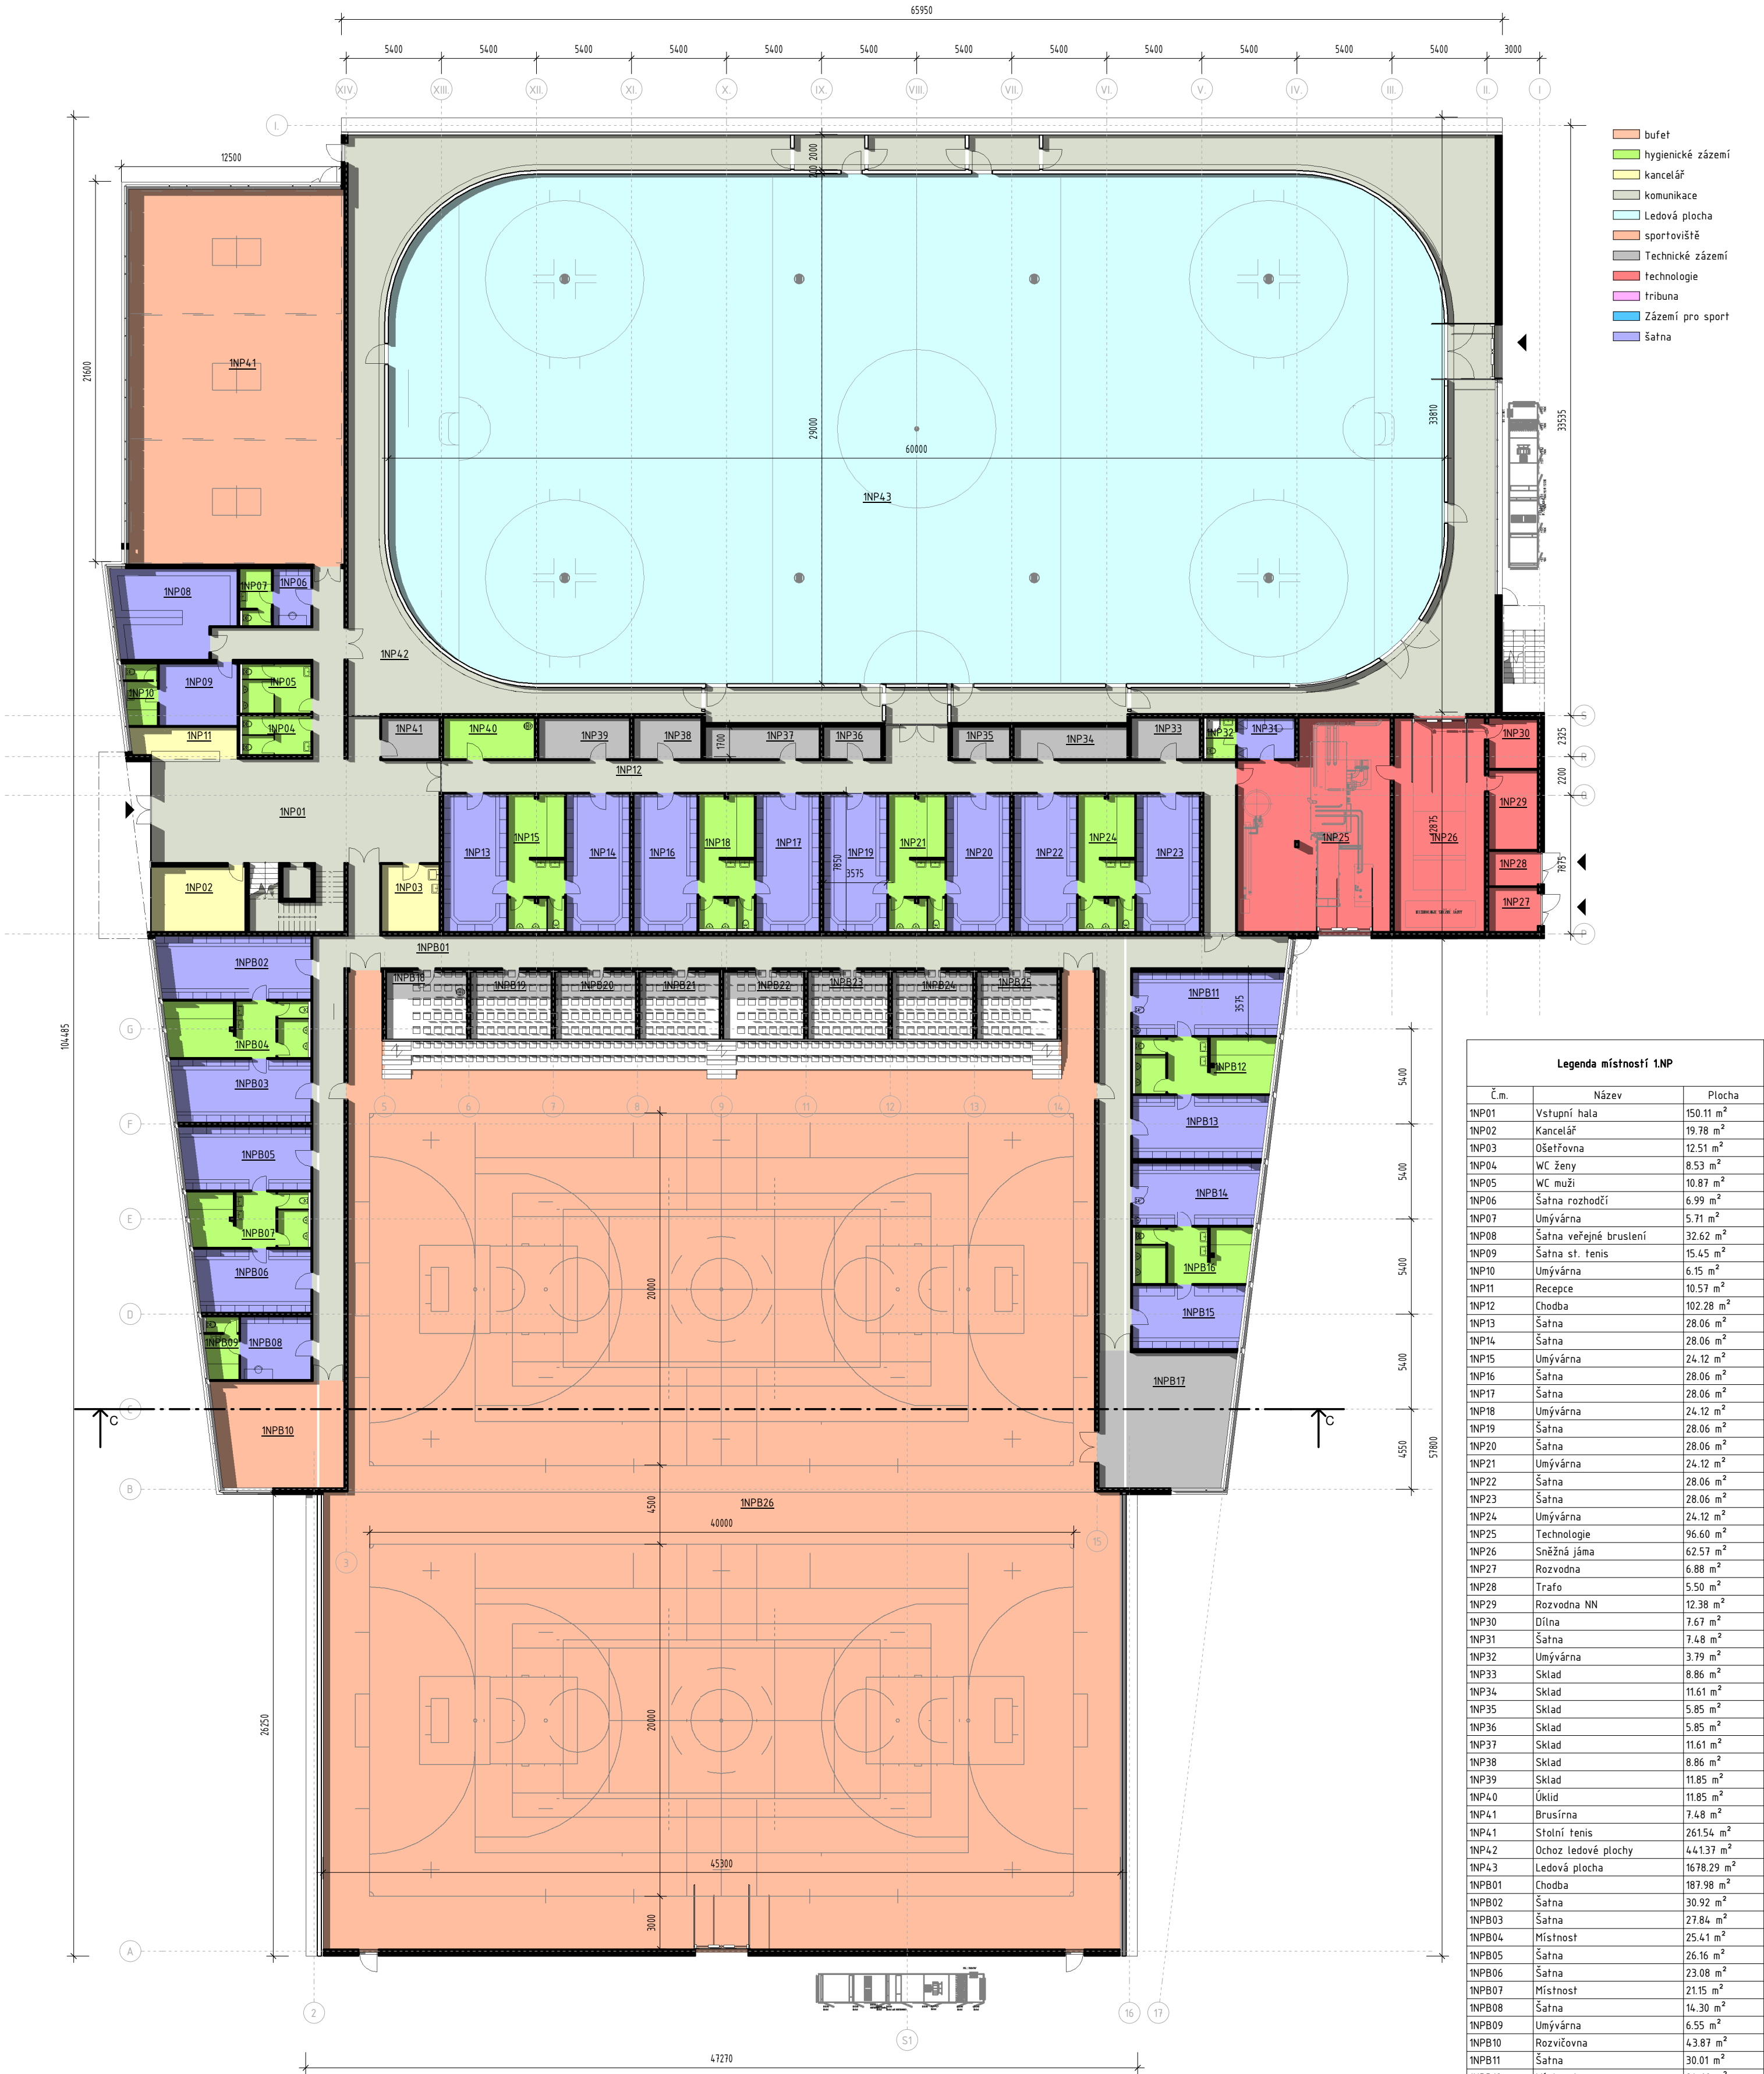 65950
5400 5400 5400 5400 5400 5400 5400 5400 5400 5400 5400 5400 3000
XIV. XIII. XII. XI. X. IX. VIII. VII. VI. V. IV. III. II. I
I.
12500
200 2000
21600
1NP41
29000
60000
1NP43
33810
33535
104485
bufet
hygienické zázemí
kancelář
komunikace
Ledová plocha
sportoviště
Technické zázemí
technologie
tribuna
Zázemí pro sport
šatna
1NP08
1NP07
1NP06
1NP42
1NP10
1NP09
1NP05
1NP04
1NP11
1NP41
1NP40
1NP39
1NP38
1700
1NP37
1NP36
1NP35
1NP34
1NP33
1NP32
1NP31
1NP30
2325
2200
7875
1NP12
1NP01
1NP02
1NP03
1NP13
1NP15
1NP14
1NP16
1NP18
1NP17
7850
1NP19
3575
1NP21
1NP20
1NP22
1NP24
1NP23
1NP25
12875
1NP26
1NP29
1NP28
1NP27
1NPB01
1NPB02
1NPB18
1NPB19
1NPB20
1NPB21
1NPB22
1NPB23
1NPB24
1NPB25
1NPB11
3575
1NPB04
1NPB12
1NPB03
1NPB13
1NPB05
1NPB14
1NPB07
1NPB16
1NPB06
1NPB15
1NPB09
1NPB08
1NPB17
1NPB10
G
F
E
D
C
B
A
5 6 7 8 9 11 12 13 14
5400
5400
5400
5400
4550
57800
20000
C
C
4500
1NPB26
40000
3
15
26250
20000
45300
3000
2
16
17
S1
47270
Legenda místností 1.NP
Č.m. Název Plocha
1NP01 Vstupní hala 150.11 m²
1NP02 Kancelář 19.78 m²
1NP03 Ošetřovna 12.51 m²
1NP04 WC ženy 8.53 m²
1NP05 WC muži 10.87 m²
1NP06 Šatna rozhodčí 6.99 m²
1NP07 Umývárna 5.71 m²
1NP08 Šatna veřejné bruslení 32.62 m²
1NP09 Šatna st. tenis 15.45 m²
1NP10 Umývárna 6.15 m²
1NP11 Recepce 10.57 m²
1NP12 Chodba 102.28 m²
1NP13 Šatna 28.06 m²
1NP14 Šatna 28.06 m²
1NP15 Umývárna 24.12 m²
1NP16 Šatna 28.06 m²
1NP17 Šatna 28.06 m²
1NP18 Umývárna 24.12 m²
1NP19 Šatna 28.06 m²
1NP20 Šatna 28.06 m²
1NP21 Umývárna 24.12 m²
1NP22 Šatna 28.06 m²
1NP23 Šatna 28.06 m²
1NP24 Umývárna 24.12 m²
1NP25 Technologie 96.60 m²
1NP26 Sněžná jáma 62.57 m²
1NP27 Rozvodna 6.88 m²
1NP28 Trafo 5.50 m²
1NP29 Rozvodna NN 12.38 m²
1NP30 Dílna 7.67 m²
1NP31 Šatna 7.48 m²
1NP32 Umývárna 3.79 m²
1NP33 Sklad 8.86 m²
1NP34 Sklad 11.61 m²
1NP35 Sklad 5.85 m²
1NP36 Sklad 5.85 m²
1NP37 Sklad 11.61 m²
1NP38 Sklad 8.86 m²
1NP39 Sklad 11.85 m²
1NP40 Úklid 11.85 m²
1NP41 Brusírna 7.48 m²
1NP41 Stolní tenis 261.54 m²
1NP42 Ochoz ledové plochy 441.37 m²
1NP43 Ledová plocha 1678.29 m²
1NPB01 Chodba 187.98 m²
1NPB02 Šatna 30.92 m²
1NPB03 Šatna 27.84 m²
1NPB04 Místnost 25.41 m²
1NPB05 Šatna 26.16 m²
1NPB06 Šatna 23.08 m²
1NPB07 Místnost 21.15 m²
1NPB08 Šatna 14.30 m²
1NPB09 Umývárna 6.55 m²
1NPB10 Rozvičovna 43.87 m²
1NPB11 Šatna 30.01 m²